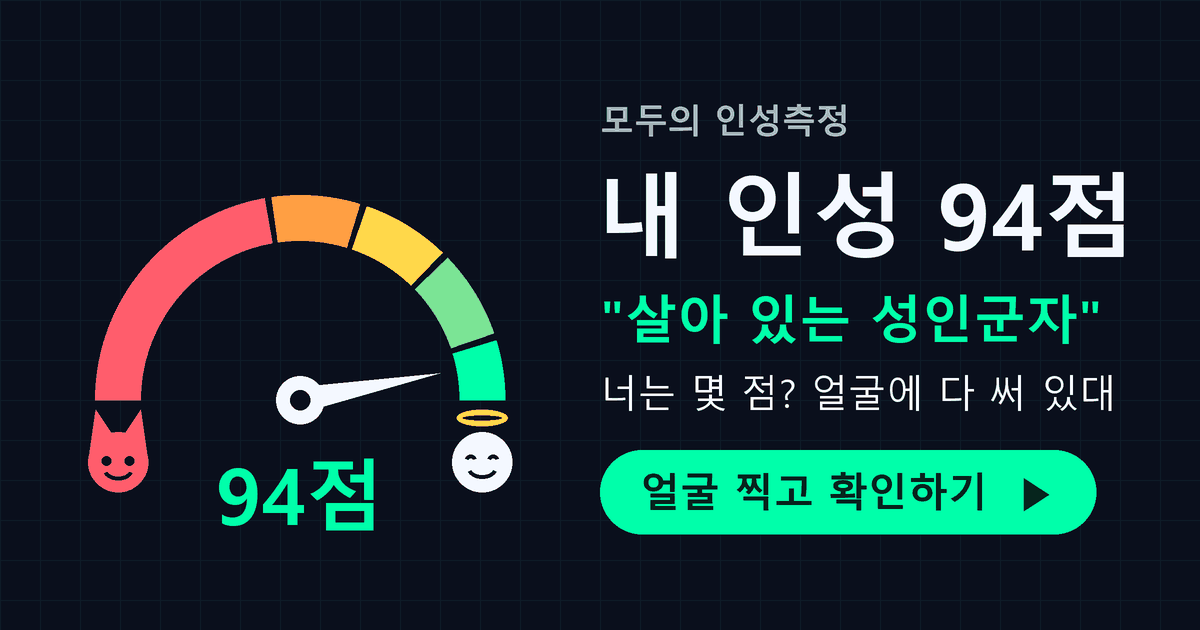 모두의 인성측정
내 인성 94점
"살아 있는 성인군자"
너는 몇 점? 얼굴에 다 써 있대
얼굴 찍고 확인하기
94점